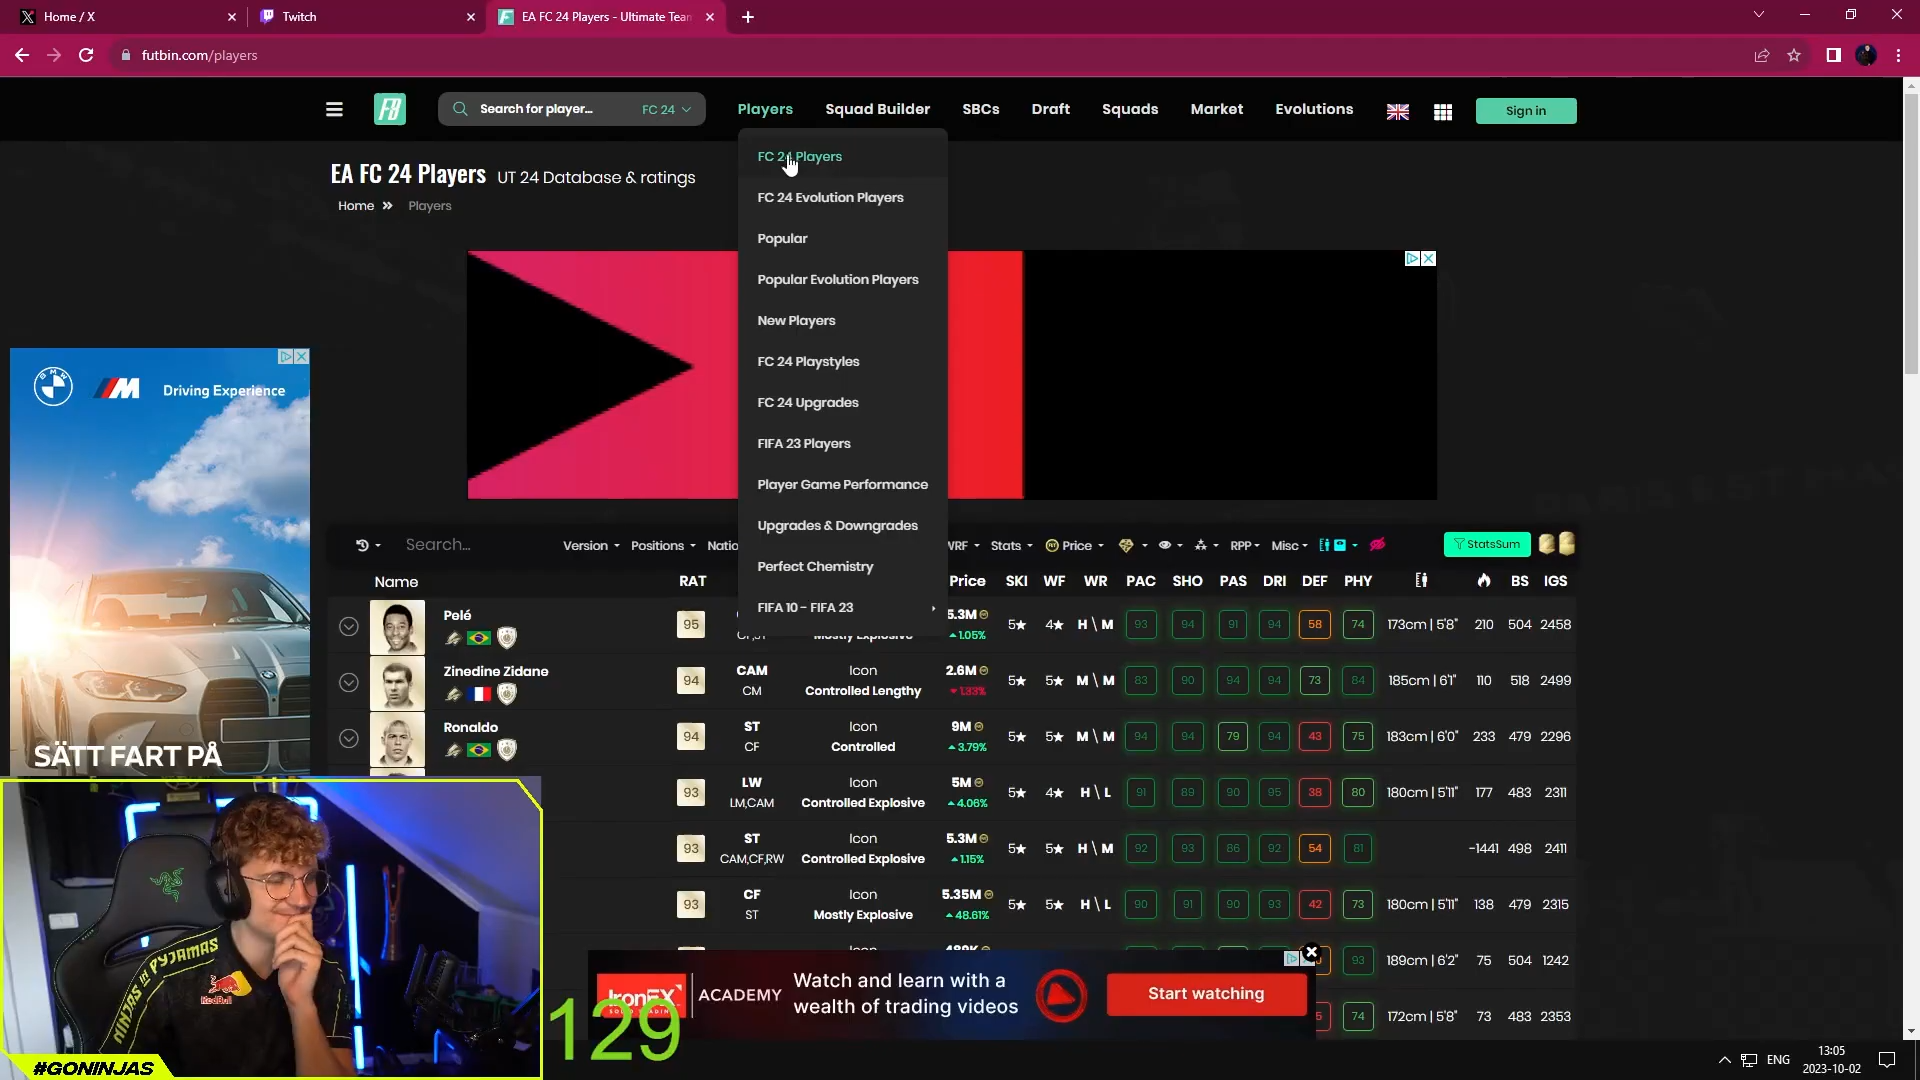 Home / X
Twitch
EA FC 24 Players - Ultimate Tean
futbin.com/players
FB
Search for player...
FC 24
Players
Squad Builder
SBCs
Draft
Squads
Market
Evolutions
Sign in
EA FC 24 Players UT 24 Database & ratings
Home » Players
FC 24 Players
FC 24 Evolution Players
Popular
Popular Evolution Players
New Players
FC 24 Playstyles
FC 24 Upgrades
FIFA 23 Players
Player Game Performance
Upgrades & Downgrades
Perfect Chemistry
FIFA 10 - FIFA 23
BMW
M Driving Experience
SÄTT FART PÅ
Search...
Version
Positions
Natio
WRF
Stats
Price
RPP
Misc
StatsSum
Name RAT Price SKI WF WR PAC SHO PAS DRI DEF PHY BS IGS
Pelé 95 5.3M 5★ 4★ H \ M 93 94 91 94 58 74 173cm | 5'8" 210 504 2458
Mostly Explosive 1.05%
Zinedine Zidane 94 CAM Icon 2.6M 5★ 5★ M \ M 83 90 94 94 73 84 185cm | 6'1" 110 518 2499
CM Controlled Lengthy 1.33%
Ronaldo 94 ST Icon 9M 5★ 5★ M \ M 94 94 79 94 43 75 183cm | 6'0" 233 479 2296
CF Controlled 3.79%
93 LW Icon 5M 5★ 4★ H \ L 91 89 90 95 38 80 180cm | 5'11" 177 483 2311
LM,CAM Controlled Explosive 4.06%
93 ST Icon 5.3M 5★ 5★ H \ M 92 93 86 92 54 81 -1441 498 2411
CAM,CF,RW Controlled Explosive 1.15%
93 CF Icon 5.35M 5★ 5★ H \ L 90 91 90 93 42 73 180cm | 5'11" 138 479 2315
ST Mostly Explosive 48.61%
93 189cm | 6'2" 75 504 1242
74 172cm | 5'8" 73 483 2353
IronFX
ACADEMY
Watch and learn with a
wealth of trading videos
Start watching
129
NINJAS IN PYJAMAS
Red Bull
#GONINJAS
ENG
13:05
2023-10-02